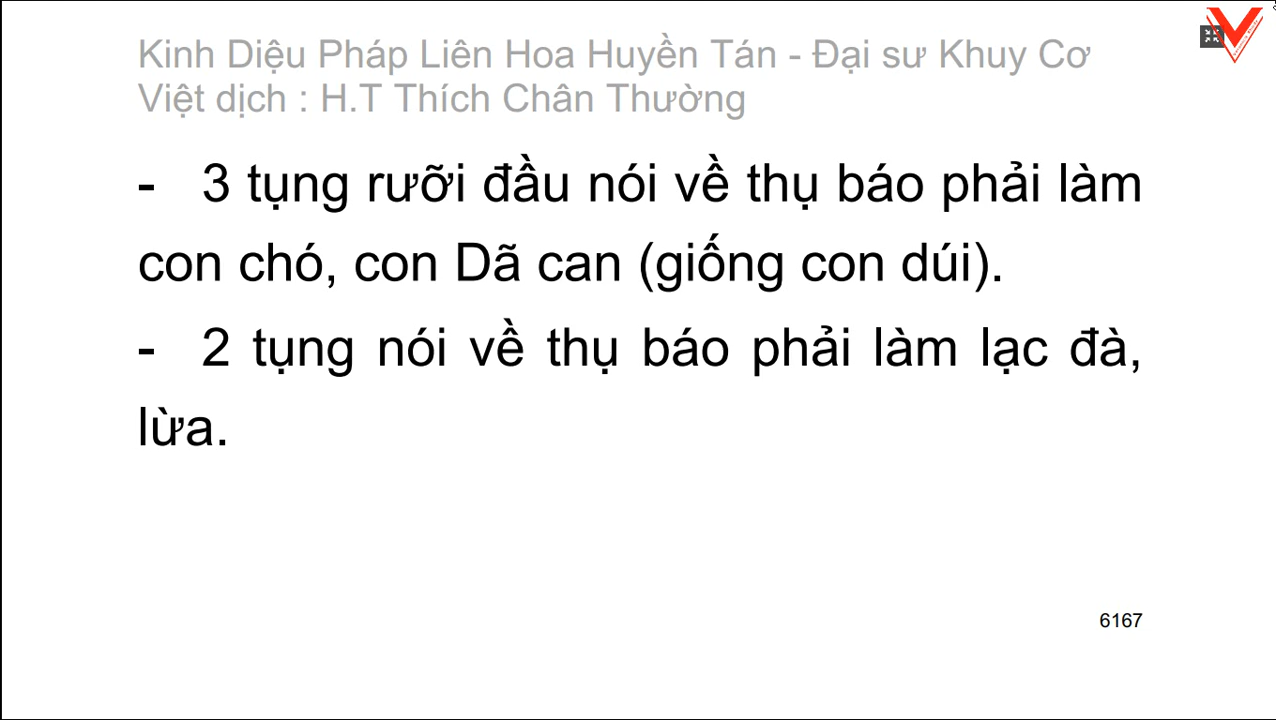 Kinh Diệu Pháp Liên Hoa Huyền Tán - Đại sư Khuy Cơ
Việt dịch : H.T Thích Chân Thường
- 3 tụng rưỡi đầu nói về thụ báo phải làm
con chó, con Dã can (giống con dúi).
- 2 tụng nói về thụ báo phải làm lạc đà,
lừa.
6167